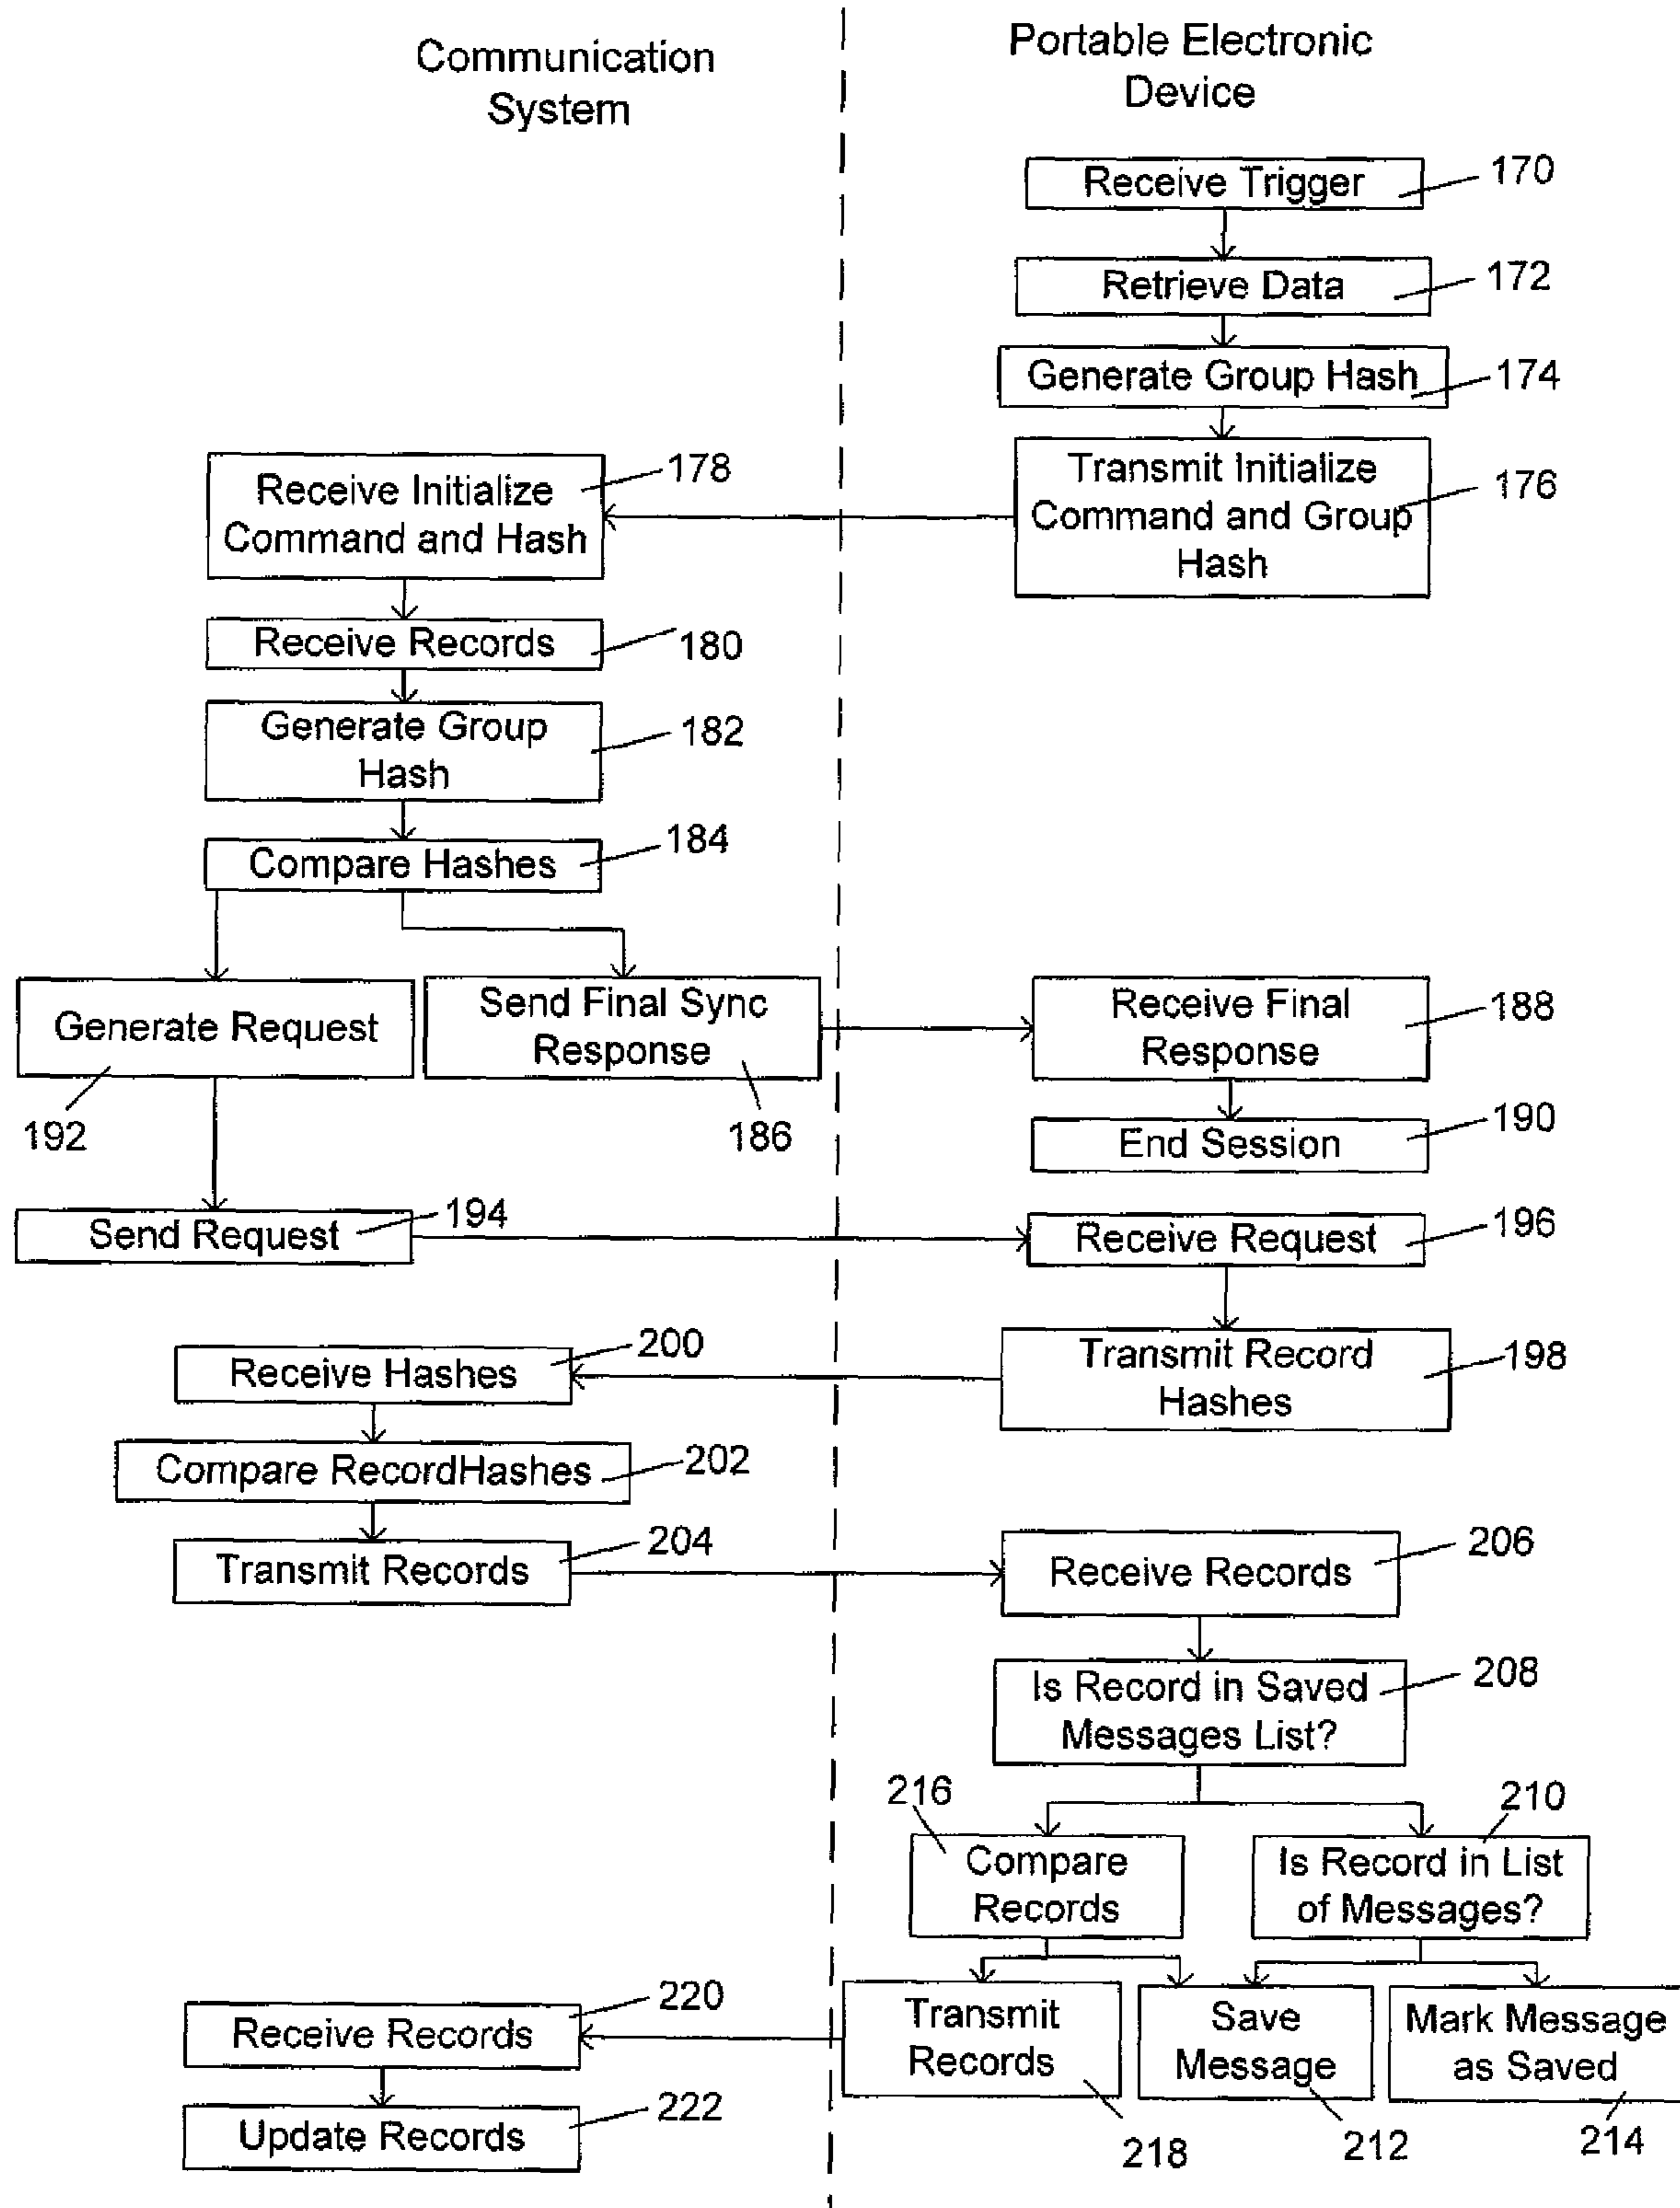 Communication
System
Portable Electronic
Device
Receive Trigger
170
Retrieve Data
172
Generate Group Hash
174
Transmit Initialize
Command and Group
Hash
176
Receive Initialize
Command and Hash
178
Receive Records
180
Generate Group
Hash
182
Compare Hashes
184
Generate Request
192
Send Final Sync
Response
186
Receive Final
Response
188
End Session
190
Send Request
194
Receive Request
196
Transmit Record
Hashes
198
Receive Hashes
200
Compare RecordHashes
202
Transmit Records
204
Receive Records
206
Is Record in Saved
Messages List?
208
216
Compare
Records
210
Is Record in List
of Messages?
Transmit
Records
218
Save
Message
212
Mark Message
as Saved
214
Receive Records
220
Update Records
222